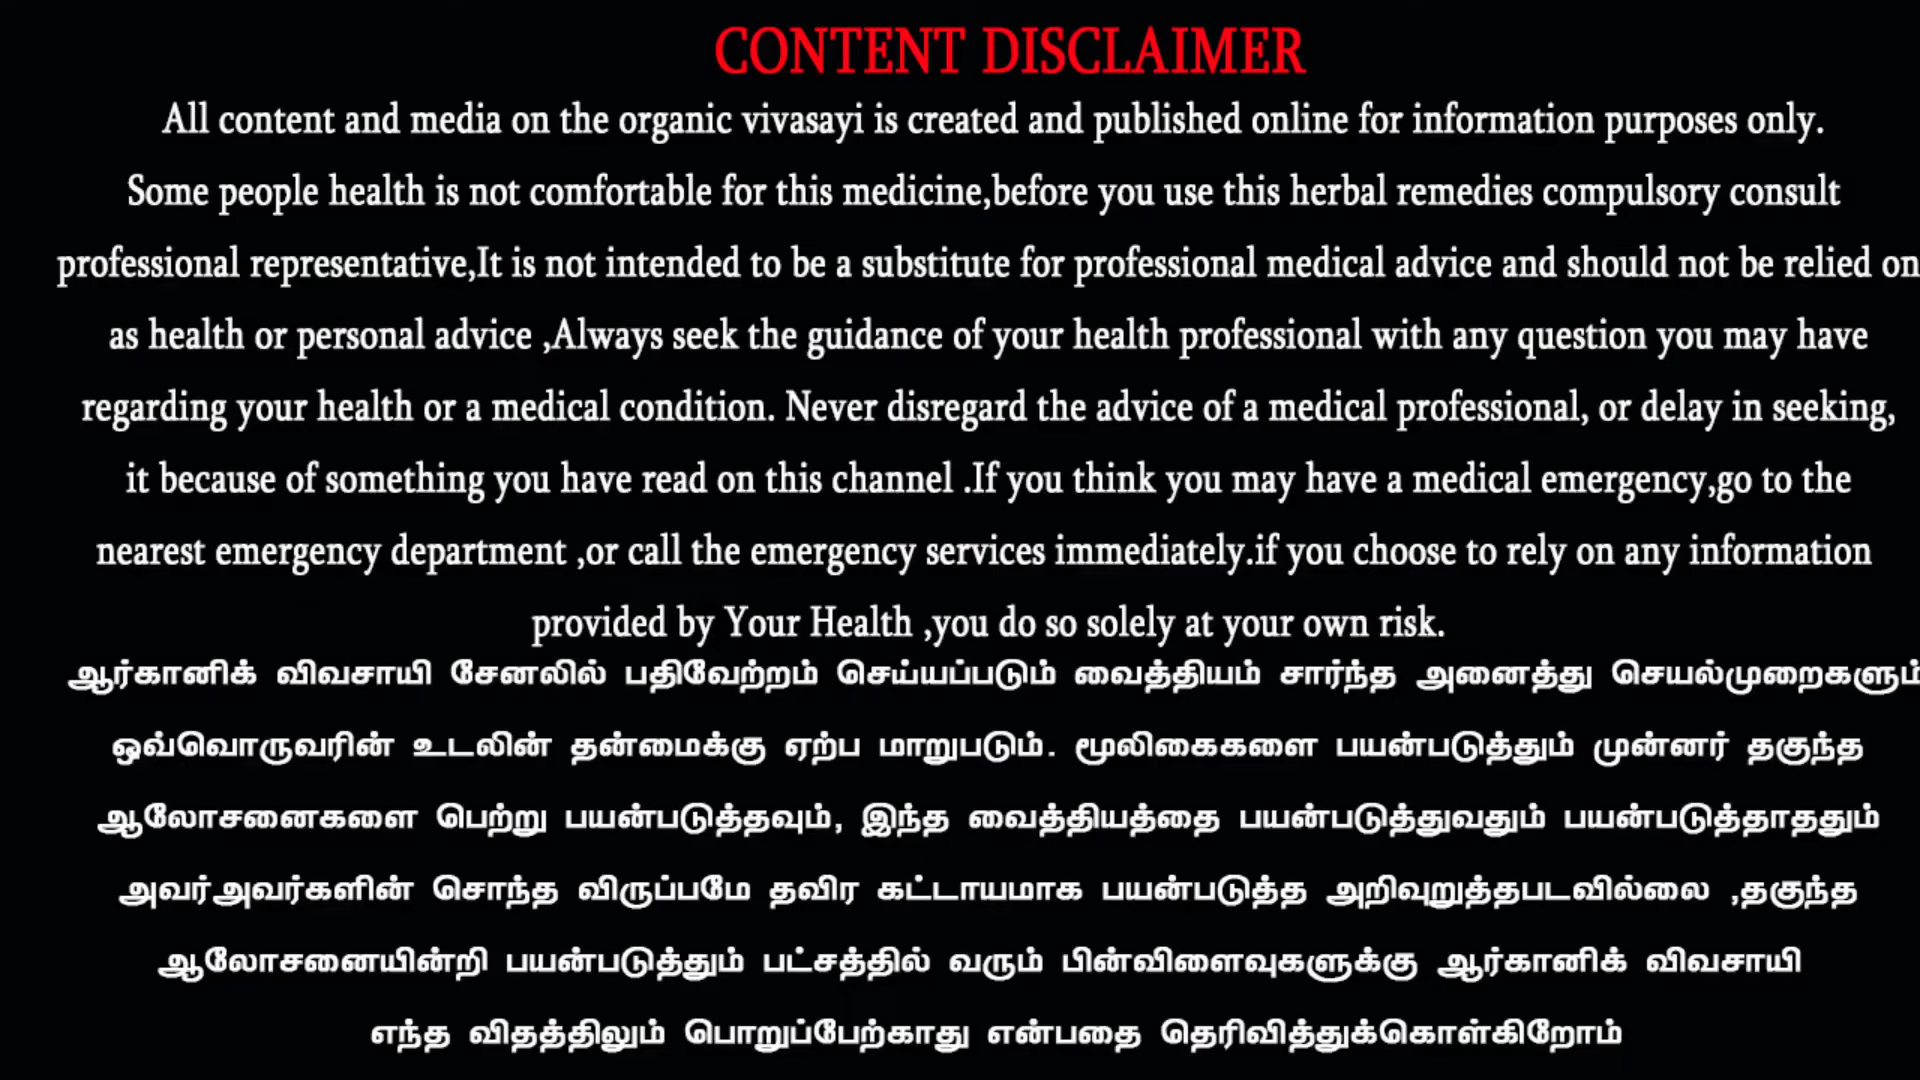 CONTENT DISCLAIMER
All content and media on the organic vivasayi is created and published online for information purposes only.
Some people health is not comfortable for this medicine,before you use this herbal remedies compulsory consult
professional representative,It is not intended to be a substitute for professional medical advice and should not be relied on
as health or personal advice ,Always seek the guidance of your health professional with any question you may have
regarding your health or a medical condition. Never disregard the advice of a medical professional, or delay in seeking,
it because of something you have read on this channel .If you think you may have a medical emergency,go to the
nearest emergency department ,or call the emergency services immediately.if you choose to rely on any information
provided by Your Health ,you do so solely at your own risk.
ஆர்கானிக் விவசாயி சேனலில் பதிவேற்றம் செய்யப்படும் வைத்தியம் சார்ந்த அனைத்து செயல்முறைகளும்
ஒவ்வொருவரின் உடலின் தன்மைக்கு ஏற்ப மாறுபடும். மூலிகைகளை பயன்படுத்தும் முன்னர் தகுந்த
ஆலோசனைகளை பெற்று பயன்படுத்தவும், இந்த வைத்தியத்தை பயன்படுத்துவதும் பயன்படுத்தாததும்
அவர்அவர்களின் சொந்த விருப்பமே தவிர கட்டாயமாக பயன்படுத்த அறிவுறுத்தபடவில்லை ,தகுந்த
ஆலோசனையின்றி பயன்படுத்தும் பட்சத்தில் வரும் பின்விளைவுகளுக்கு ஆர்கானிக் விவசாயி
எந்த விதத்திலும் பொறுப்பேற்காது என்பதை தெரிவித்துக்கொள்கிறோம்